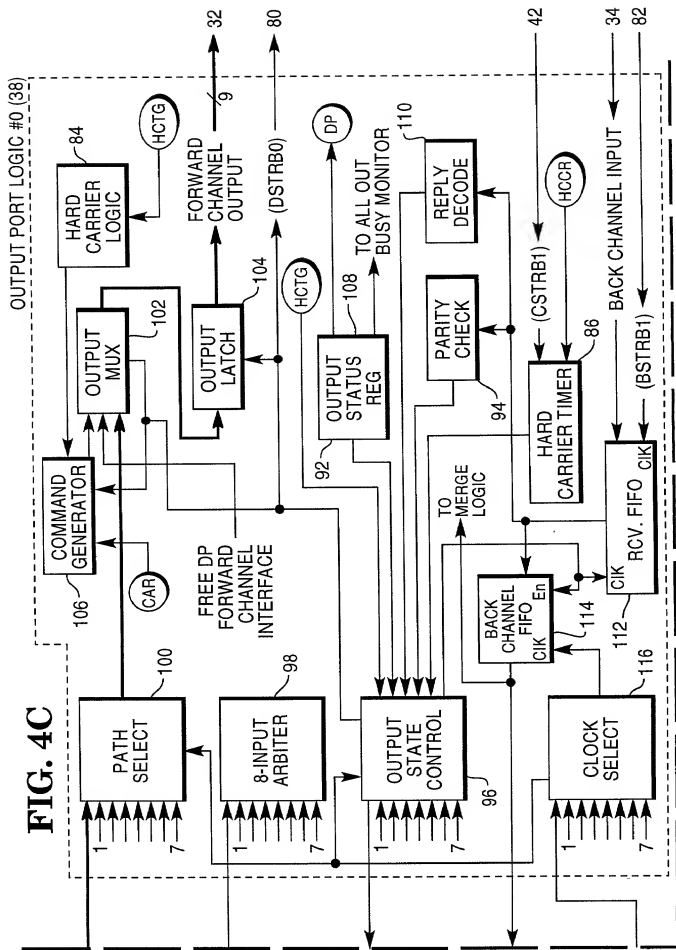 FIG. 4C
OUTPUT PORT LOGIC #0 (38)
1
7
PATH
SELECT
100
1
7
8-INPUT
ARBITER
98
1
7
OUTPUT
STATE
CONTROL
96
1
7
CLOCK
SELECT
116
COMMAND
GENERATOR
106
CAR
OUTPUT
MUX
102
HARD
CARRIER
LOGIC
84
HCTG
FREE DP
FORWARD
CHANNEL
INTERFACE
OUTPUT
LATCH
104
FORWARD
CHANNEL
OUTPUT
9
32
(DSTRB0)
80
HCTG
92
OUTPUT
STATUS
REG
108
DP
TO ALL OUT
BUSY MONITOR
PARITY
CHECK
94
REPLY
DECODE
110
TO
MERGE
LOGIC
HARD
CARRIER TIMER
86
(CSTRB1)
42
HCCR
BACK
CHANNEL
FIFO
En
ClK
114
ClK
RCV. FIFO
ClK
112
BACK CHANNEL INPUT
34
(BSTRB1)
82